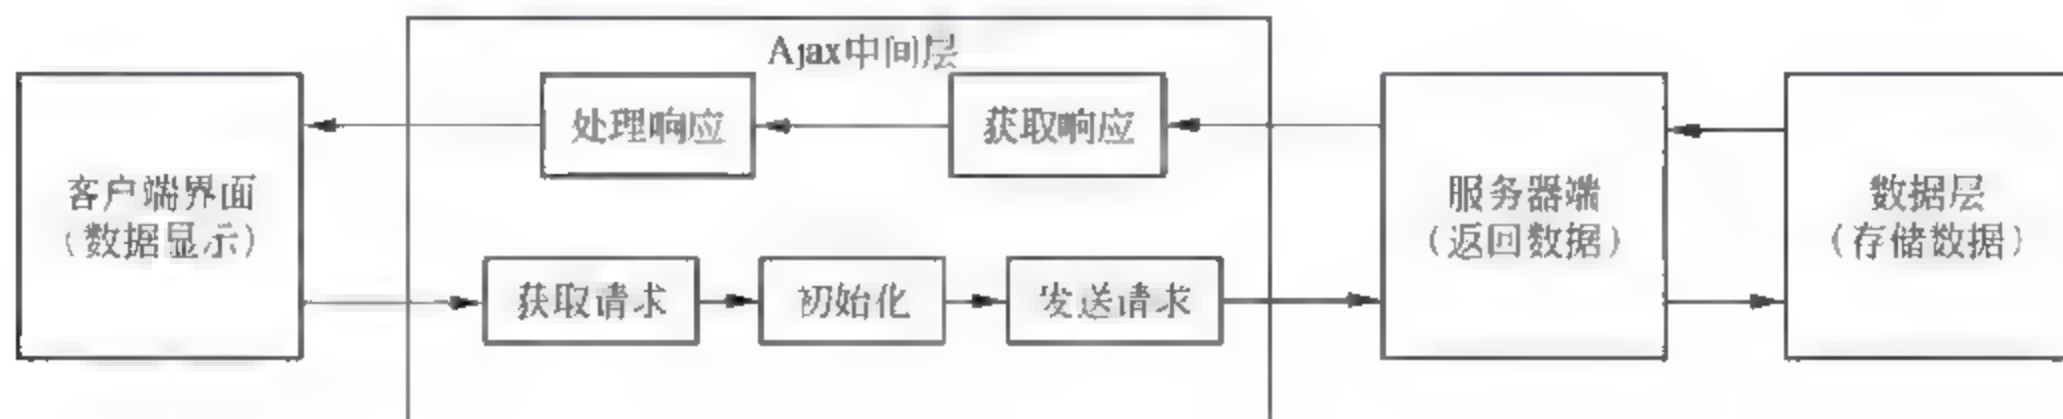 Ajax中间层
处理响应
获取响应
客户端界面
(数据显示)
服务器端
(返回数据)
数据层
(存储数据)
获取请求
初始化
发送请求